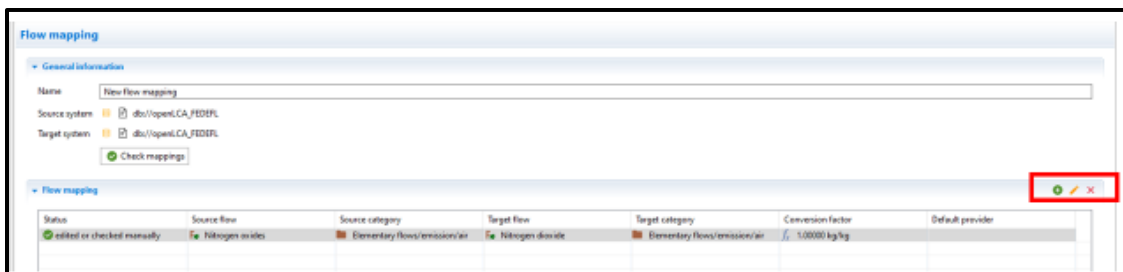 Flow mapping
General information
Name New flow mapping
Source system db://openLCA_FEDEFL
Target system db://openLCA_FEDEFL
Check mappings
Flow mapping
Status Source flow Source category Target flow Target category Conversion factor Default provider
edited or checked manually Nitrogen oxides Elementary flows/emission/air Nitrogen dioxide Elementary flows/emission/air 1.00000 kg/kg